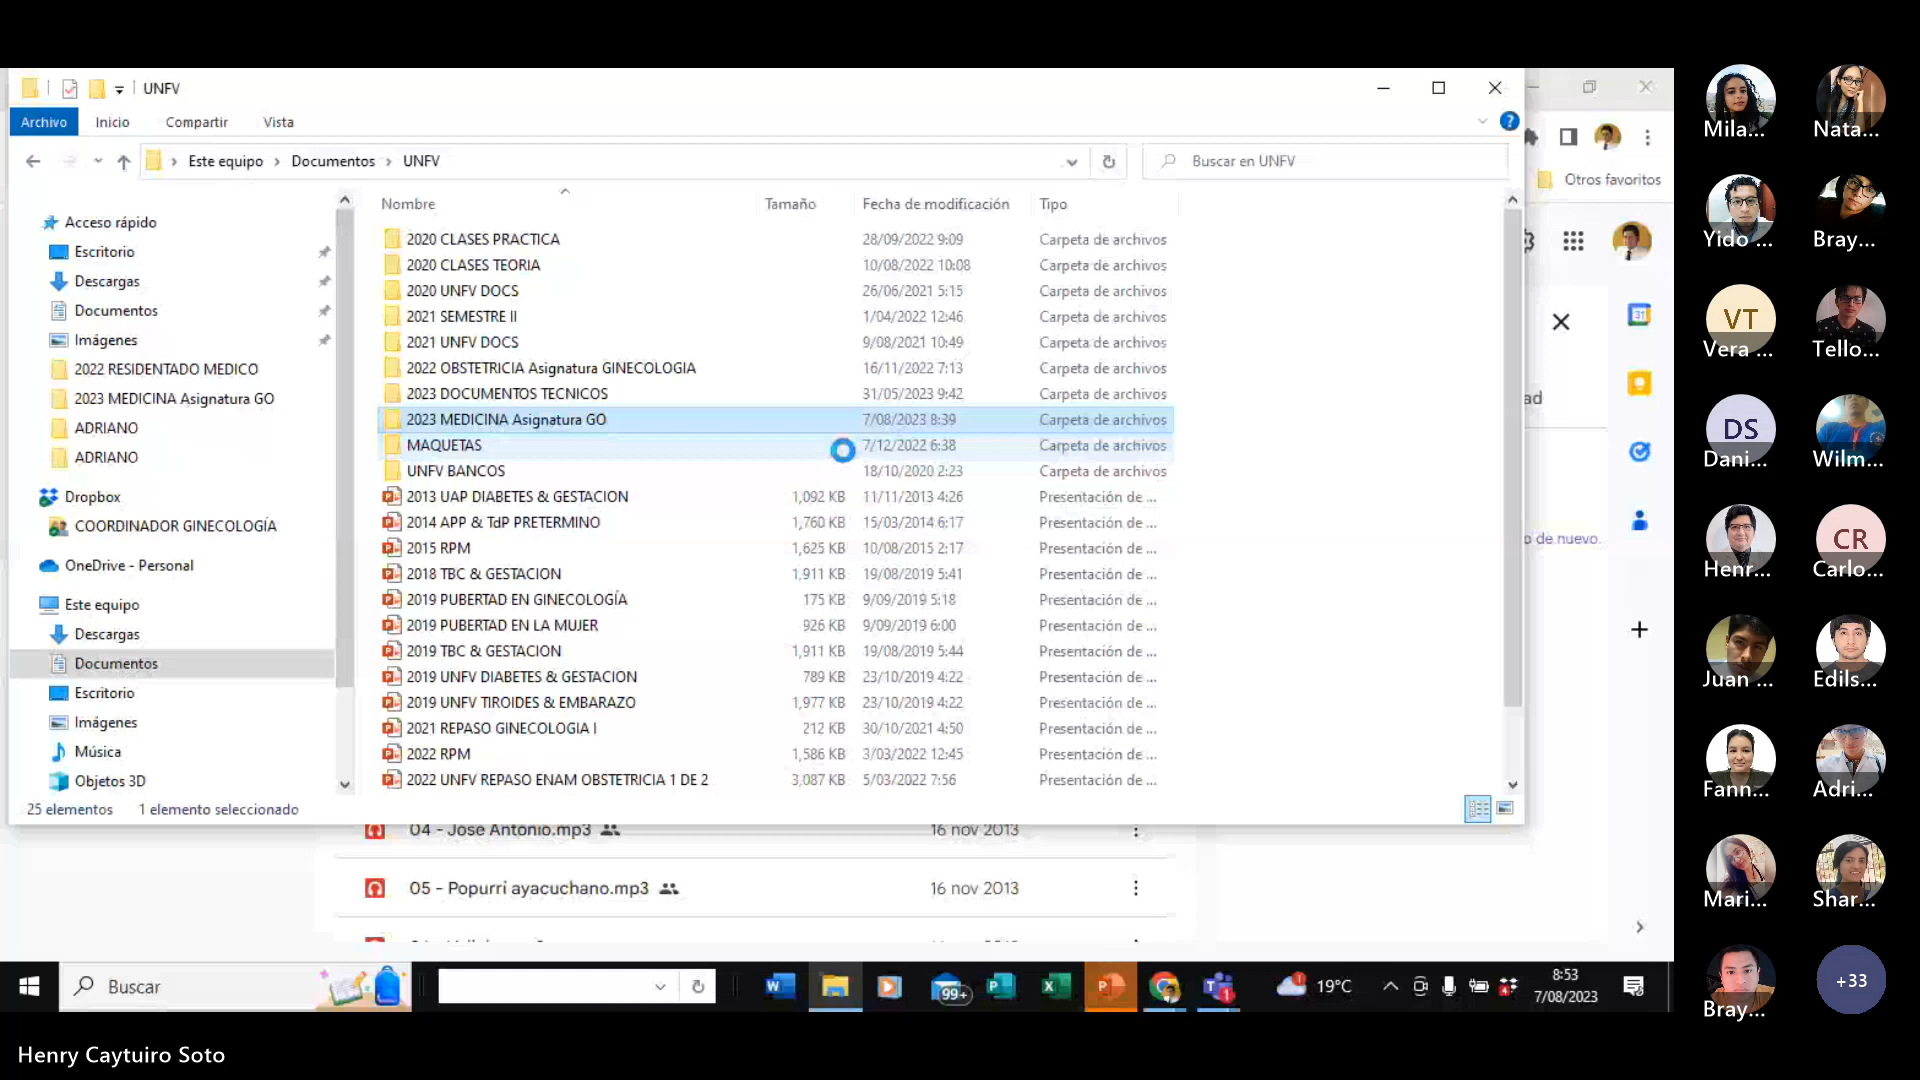 UNFV
Archivo Inicio Compartir Vista
Este equipo Documentos UNFV
Buscar en UNFV
Otros favoritos
Nombre Tamaño Fecha de modificación Tipo
Acceso rápido
Escritorio
Descargas
Documentos
Imágenes
2022 RESIDENTADO MEDICO
2023 MEDICINA Asignatura GO
ADRIANO
ADRIANO
Dropbox
COORDINADOR GINECOLOGÍA
OneDrive - Personal
Este equipo
Descargas
Documentos
Escritorio
Imágenes
Música
Objetos 3D
2020 CLASES PRACTICA 28/09/2022 9:09 Carpeta de archivos
2020 CLASES TEORIA 10/08/2022 10:08 Carpeta de archivos
2020 UNFV DOCS 26/06/2021 5:15 Carpeta de archivos
2021 SEMESTRE II 1/04/2022 12:46 Carpeta de archivos
2021 UNFV DOCS 9/08/2021 10:49 Carpeta de archivos
2022 OBSTETRICIA Asignatura GINECOLOGIA 16/11/2022 7:13 Carpeta de archivos
2023 DOCUMENTOS TECNICOS 31/05/2023 9:42 Carpeta de archivos
2023 MEDICINA Asignatura GO 7/08/2023 8:39 Carpeta de archivos
MAQUETAS 7/12/2022 6:38 Carpeta de archivos
UNFV BANCOS 18/10/2020 2:23 Carpeta de archivos
2013 UAP DIABETES & GESTACION 1,092 KB 11/11/2013 4:26 Presentación de ...
2014 APP & TdP PRETERMINO 1,760 KB 15/03/2014 6:17 Presentación de ...
2015 RPM 1,625 KB 10/08/2015 2:17 Presentación de ...
2018 TBC & GESTACION 1,911 KB 19/08/2019 5:41 Presentación de ...
2019 PUBERTAD EN GINECOLOGÍA 175 KB 9/09/2019 5:18 Presentación de ...
2019 PUBERTAD EN LA MUJER 926 KB 9/09/2019 6:00 Presentación de ...
2019 TBC & GESTACION 1,911 KB 19/08/2019 5:44 Presentación de ...
2019 UNFV DIABETES & GESTACION 789 KB 23/10/2019 4:22 Presentación de ...
2019 UNFV TIROIDES & EMBARAZO 1,977 KB 23/10/2019 4:22 Presentación de ...
2021 REPASO GINECOLOGIA I 212 KB 30/10/2021 4:50 Presentación de ...
2022 RPM 1,586 KB 3/03/2022 12:45 Presentación de ...
2022 UNFV REPASO ENAM OBSTETRICIA 1 DE 2 3,087 KB 5/03/2022 7:56 Presentación de ...
25 elementos 1 elemento seleccionado
ad
o de nuevo.
31
04 - Jose Antonio.mp3 16 nov 2013
05 - Popurri ayacuchano.mp3 16 nov 2013
Buscar
99+
19°C
8:53
7/08/2023
Mila... Nata...
Yido ... Bray...
VT
Vera ... Tello...
DS
Dani... Wilm...
CR
Henr... Carlo...
Juan ... Edils...
Fann... Adri...
Mari... Shar...
Bray... +33
Henry Caytuiro Soto